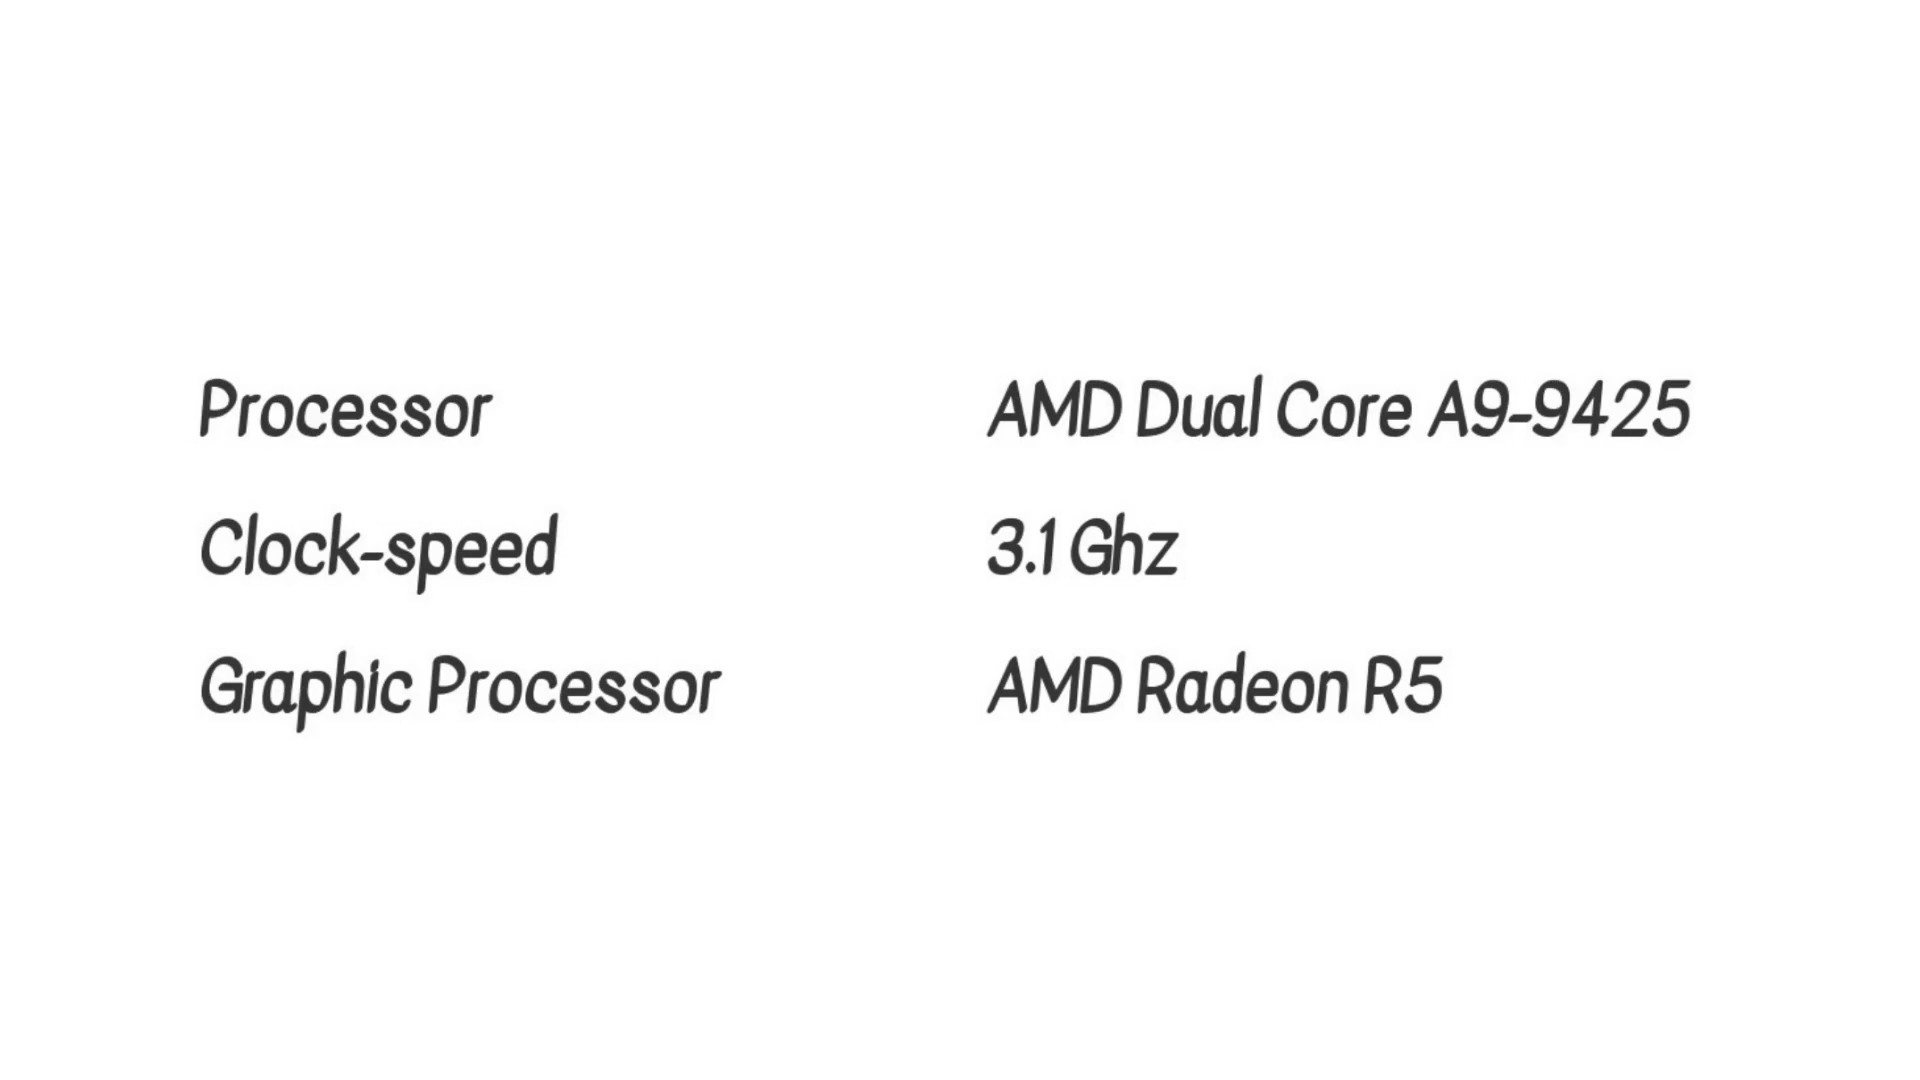 Processor AMD Dual Core A9-9425
Clock-speed 3.1 Ghz
Graphic Processor AMD Radeon R5